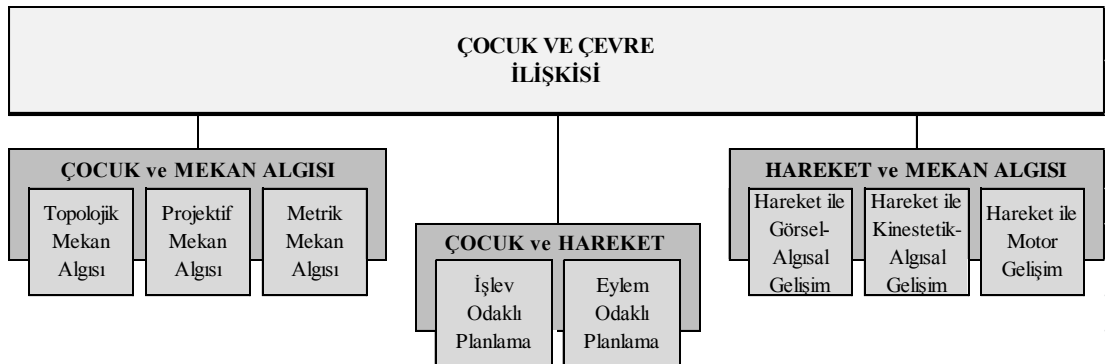 ÇOCUK VE ÇEVRE
İLİŞKİSİ
ÇOCUK ve MEKAN ALGISI
Topolojik
Mekan
Algısı
Projektif
Mekan
Algısı
Metrik
Mekan
Algısı
ÇOCUK ve HAREKET
İşlev
Odaklı
Planlama
Eylem
Odaklı
Planlama
HAREKET ve MEKAN ALGISI
Hareket ile
Görsel-
Algısal
Gelişim
Hareket ile
Kinestetik-
Algısal
Gelişim
Hareket ile
Motor
Gelişim